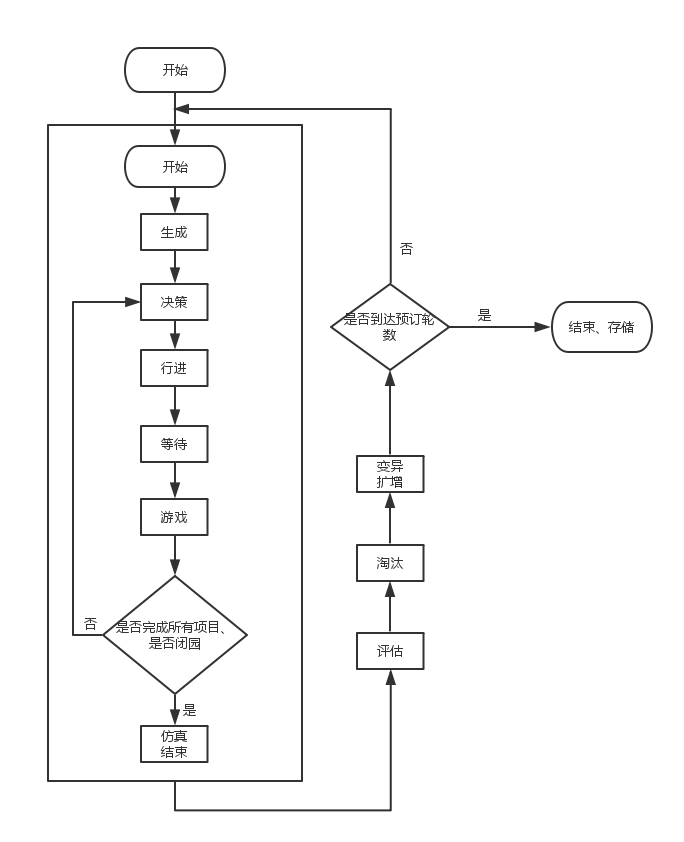 开始
开始
生成
决策
行进
等待
游戏
是否完成所有项目、
是否闭园
否
是
仿真
结束
评估
淘汰
变异
扩增
是否到达预订轮
数
否
是
结束、存储